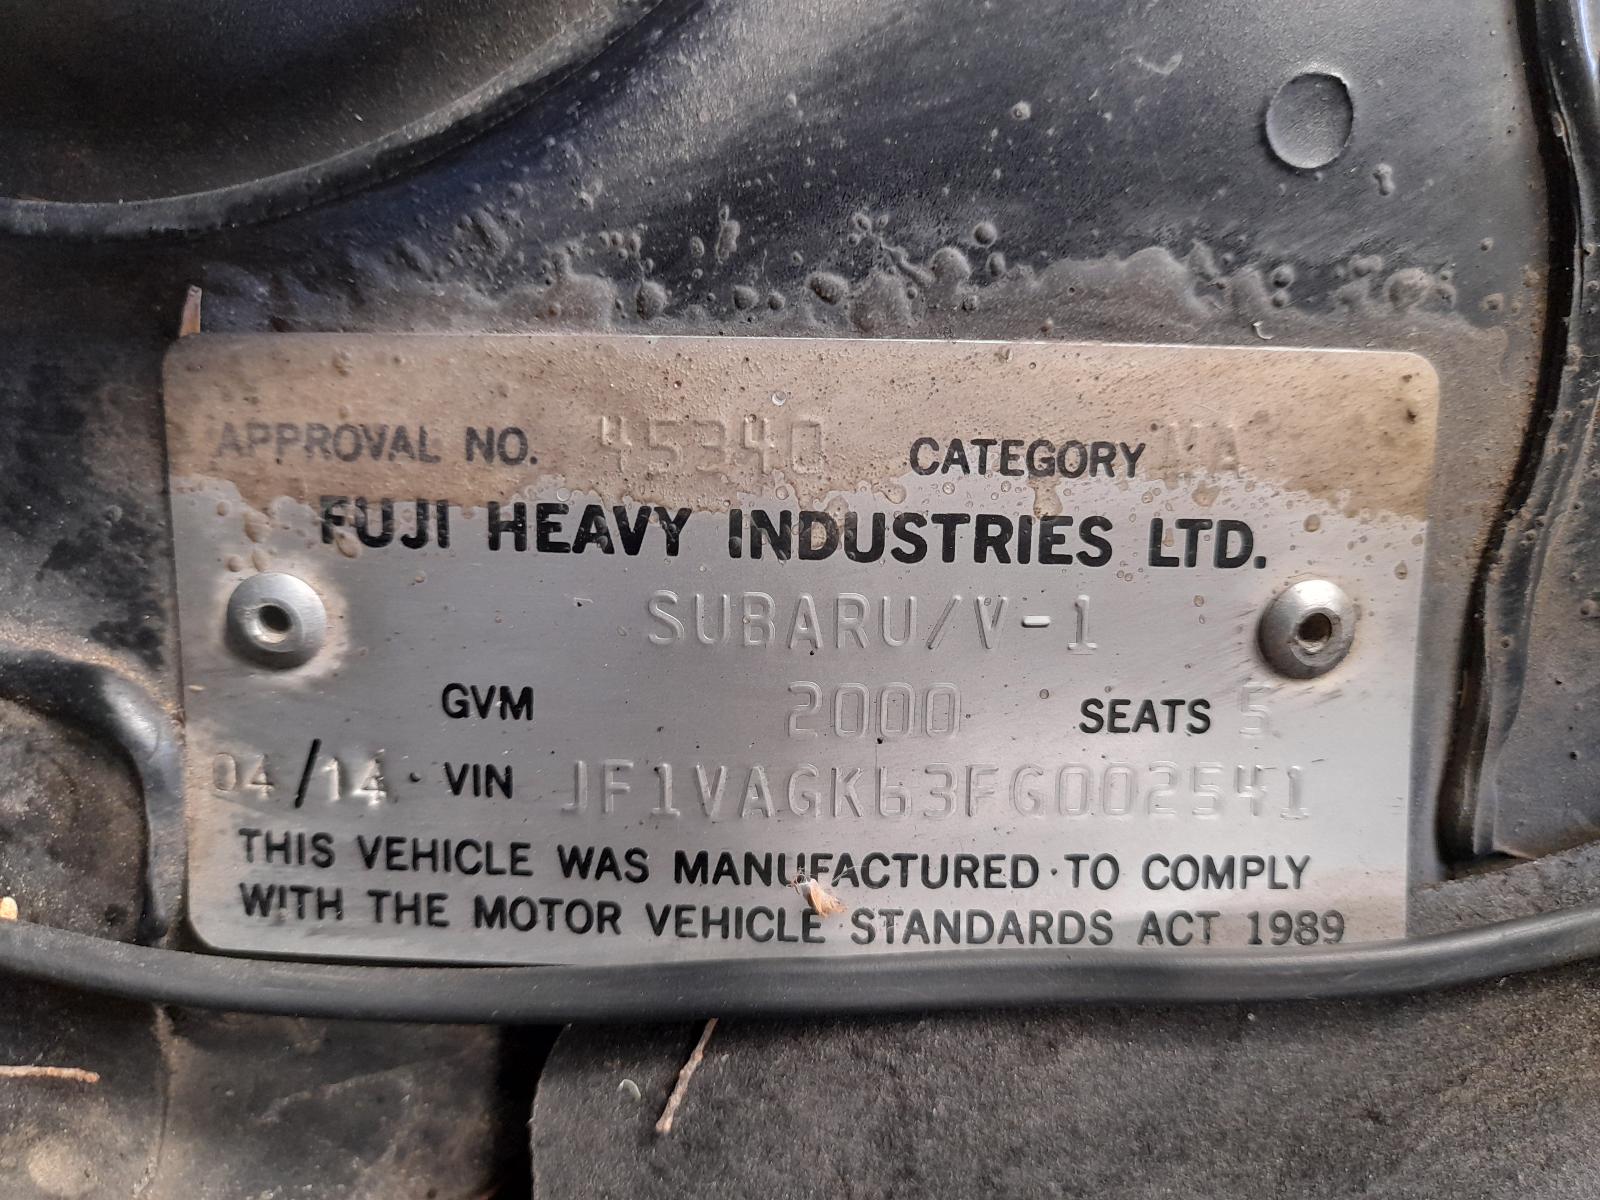 APPROVAL NO. 45340 CATEGORY MA
FUJI HEAVY INDUSTRIES LTD.
SUBARU/V-1
GVM 2000 SEATS 5
04/14 · VIN JF1VAGK63FG002541
THIS VEHICLE WAS MANUFACTURED · TO COMPLY
WITH THE MOTOR VEHICLE STANDARDS ACT 1989